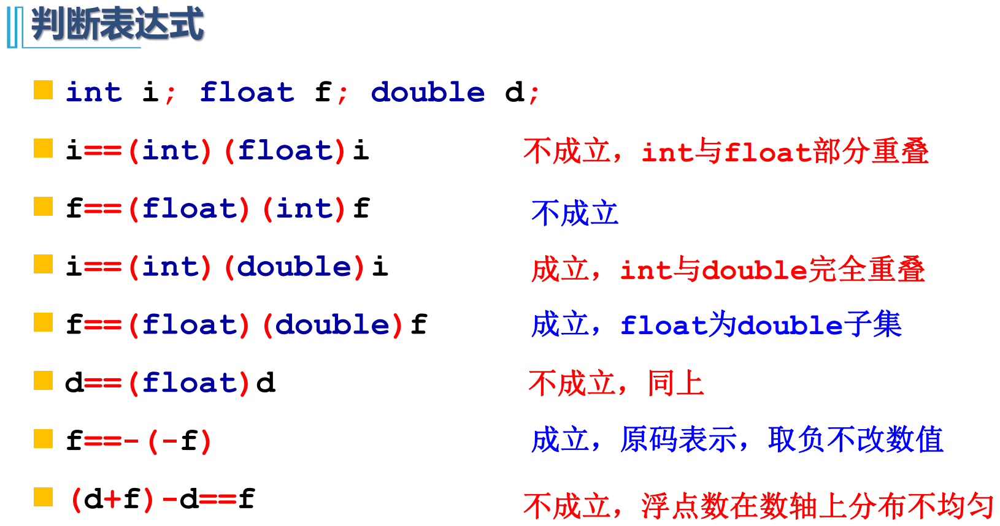 判断表达式
int i; float f; double d;
i==(int)(float)i 不成立，int与float部分重叠
f==(float)(int)f 不成立
i==(int)(double)i 成立，int与double完全重叠
f==(float)(double)f 成立，float为double子集
d==(float)d 不成立，同上
f==-(-f) 成立，原码表示，取负不改数值
(d+f)-d==f 不成立，浮点数在数轴上分布不均匀